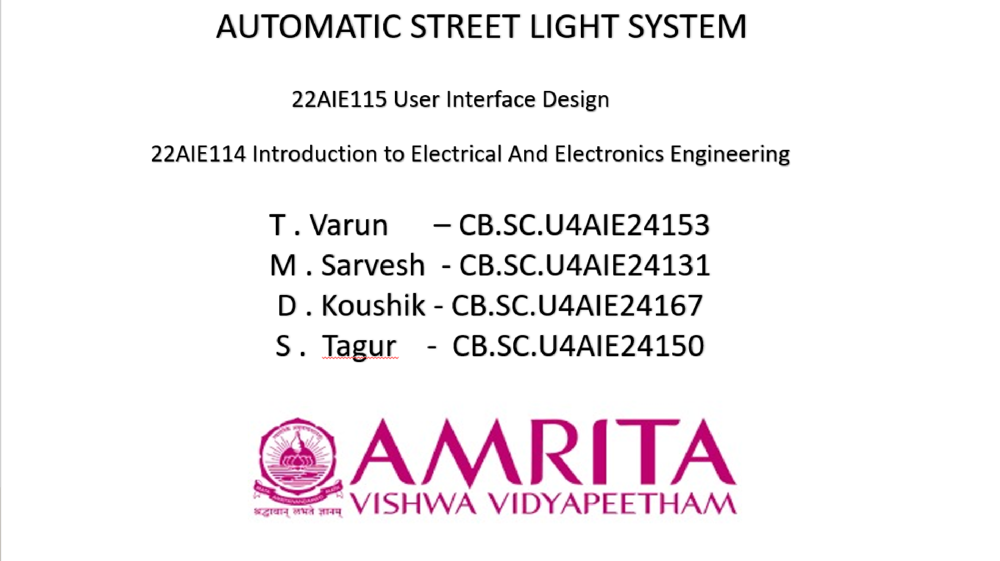 AUTOMATIC STREET LIGHT SYSTEM
22AIE115 User Interface Design
22AIE114 Introduction to Electrical And Electronics Engineering
T . Varun – CB.SC.U4AIE24153
M . Sarvesh - CB.SC.U4AIE24131
D . Koushik - CB.SC.U4AIE24167
S . Tagur - CB.SC.U4AIE24150
AMRITA
VISHWA VIDYAPEETHAM
श्रद्धावान् लभते ज्ञानम्